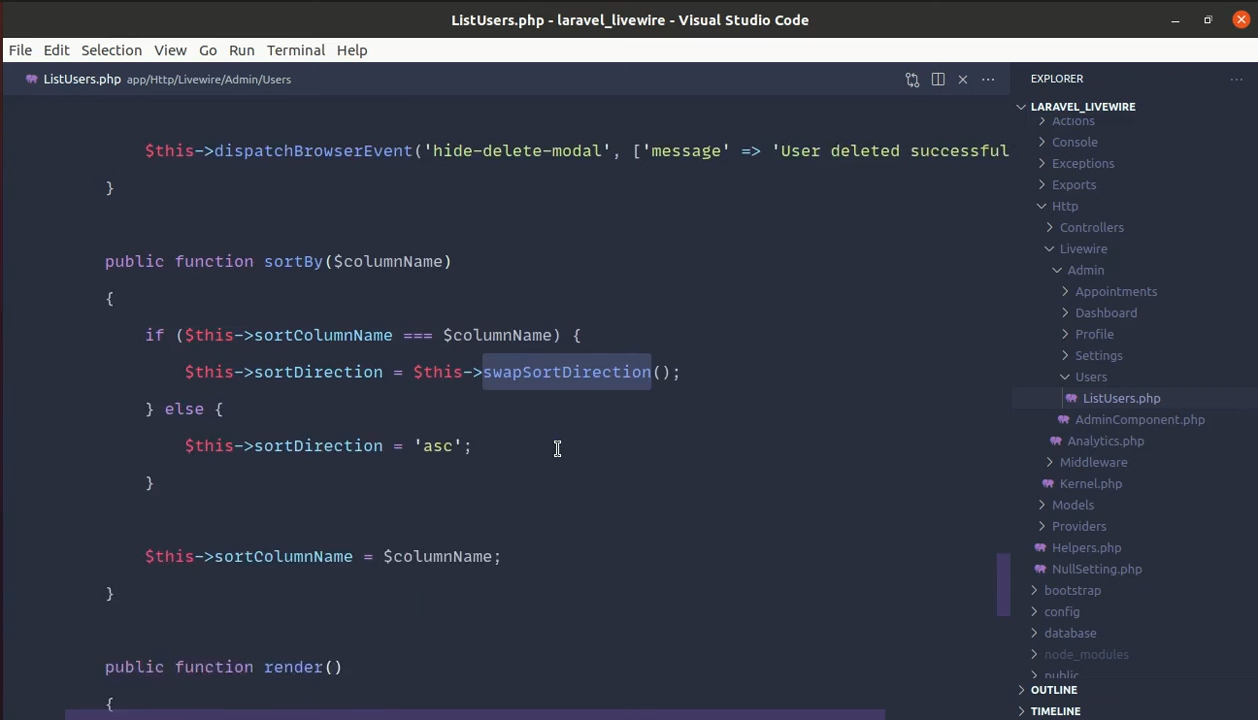 ListUsers.php - laravel_livewire - Visual Studio Code
File Edit Selection View Go Run Terminal Help
ListUsers.php app/Http/Livewire/Admin/Users
$this->dispatchBrowserEvent('hide-delete-modal', ['message' => 'User deleted successful
}
public function sortBy($columnName)
{
if ($this->sortColumnName === $columnName) {
$this->sortDirection = $this->swapSortDirection();
} else {
$this->sortDirection = 'asc';
}
$this->sortColumnName = $columnName;
}
public function render()
{
EXPLORER
LARAVEL_LIVEWIRE
Actions
Console
Exceptions
Exports
Http
Controllers
Livewire
Admin
Appointments
Dashboard
Profile
Settings
Users
ListUsers.php
AdminComponent.php
Analytics.php
Middleware
Kernel.php
Models
Providers
Helpers.php
NullSetting.php
bootstrap
config
database
node_modules
public
OUTLINE
TIMELINE